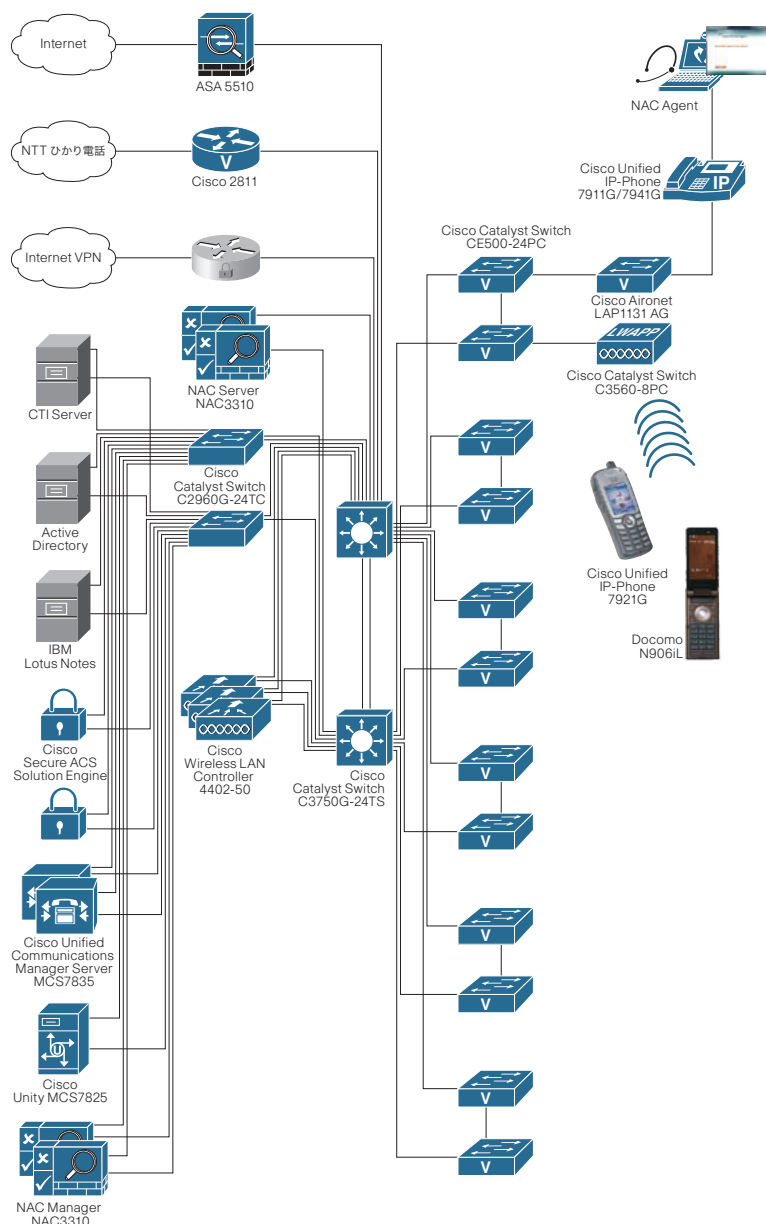 Internet
ASA 5510
NTT ひかり電話
V
Cisco 2811
Internet VPN
NAC Server
NAC3310
CTI Server
Cisco
Catalyst Switch
C2960G-24TC
Active
Directory
IBM
Lotus Notes
Cisco
Secure ACS
Solution Engine
Cisco
Wireless LAN
Controller
4402-50
Cisco
Catalyst Switch
C3750G-24TS
Cisco Unified
Communications
Manager Server
MCS7835
U
Cisco
Unity MCS7825
NAC Manager
NAC3310
NAC Agent
Cisco Unified
IP-Phone
7911G/7941G
IP
Cisco Catalyst Switch
CE500-24PC
V
V
Cisco Aironet
LAP1131 AG
V
LWAPP
Cisco Catalyst Switch
C3560-8PC
V
V
Cisco Unified
IP-Phone
7921G
Docomo
N906iL
V
V
V
V
V
V
V
V